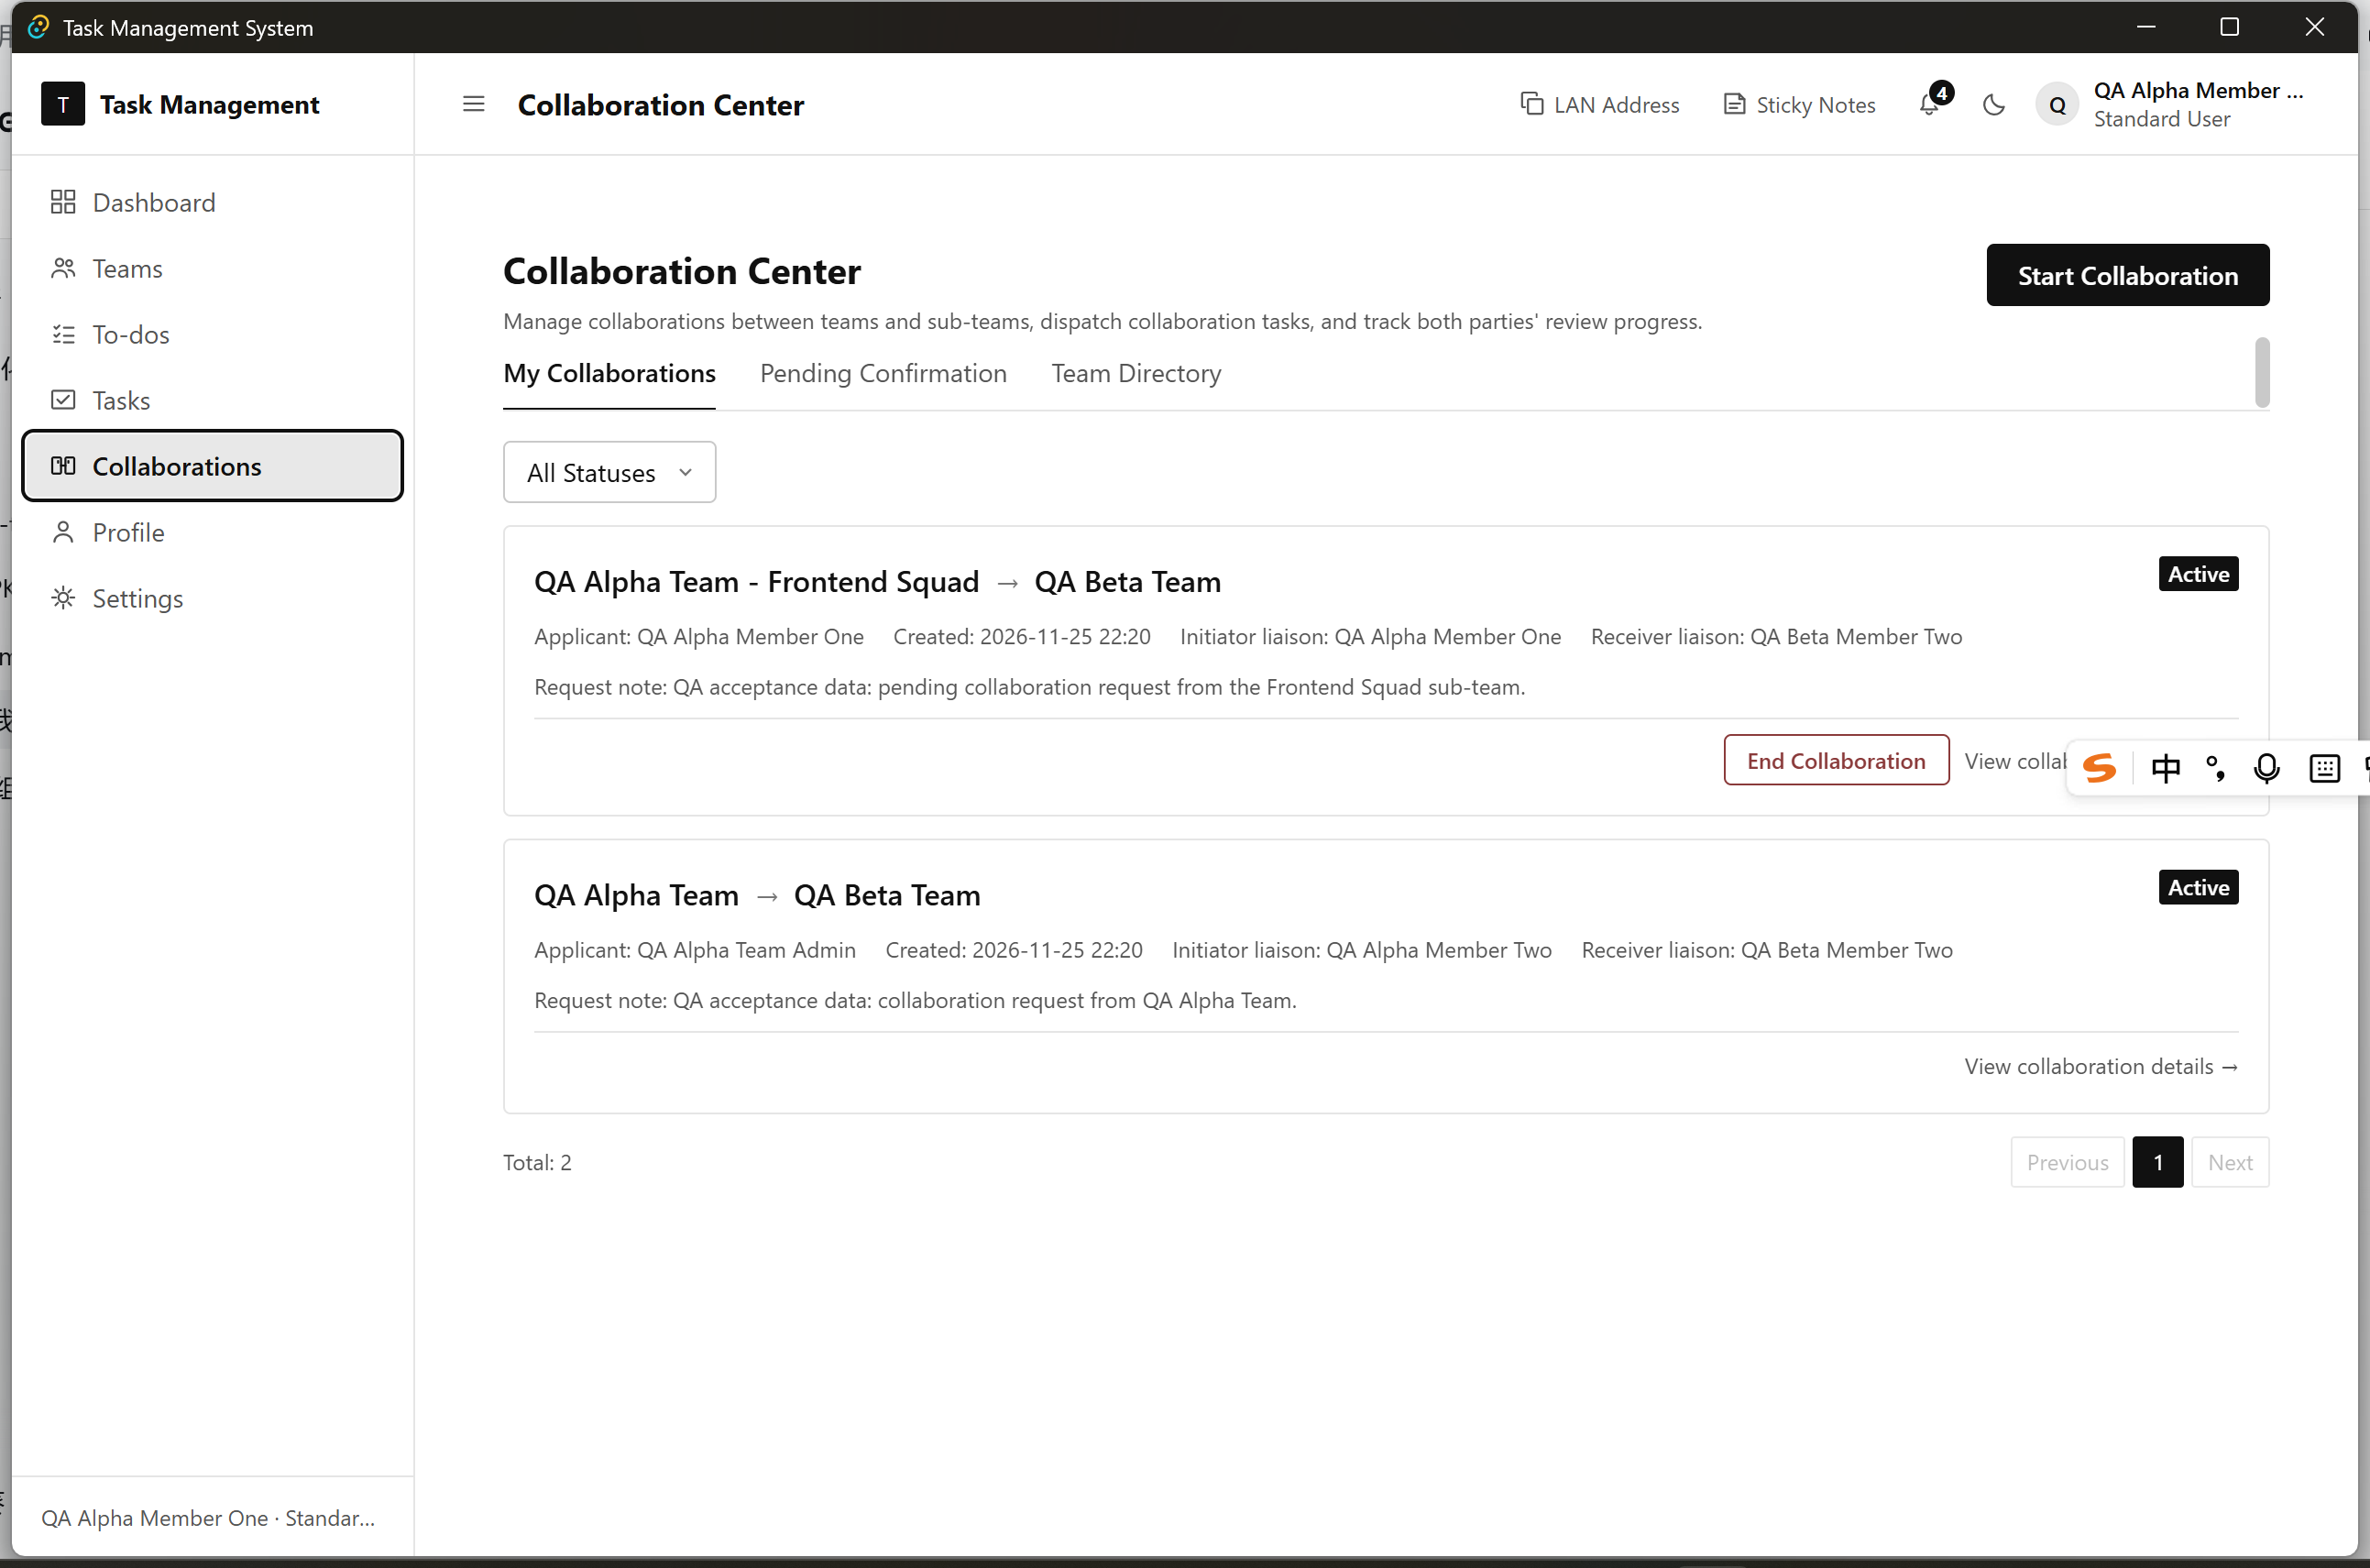 Task Management System
T Task Management
Collaboration Center
LAN Address
Sticky Notes
4
Q
QA Alpha Member ...
Standard User
Dashboard
Teams
To-dos
Tasks
Collaborations
Profile
Settings
QA Alpha Member One · Standar...
Collaboration Center
Start Collaboration
Manage collaborations between teams and sub-teams, dispatch collaboration tasks, and track both parties' review progress.
My Collaborations Pending Confirmation Team Directory
All Statuses
QA Alpha Team - Frontend Squad → QA Beta Team
Active
Applicant: QA Alpha Member One Created: 2026-11-25 22:20 Initiator liaison: QA Alpha Member One Receiver liaison: QA Beta Member Two
Request note: QA acceptance data: pending collaboration request from the Frontend Squad sub-team.
End Collaboration View collab
中
QA Alpha Team → QA Beta Team
Active
Applicant: QA Alpha Team Admin Created: 2026-11-25 22:20 Initiator liaison: QA Alpha Member Two Receiver liaison: QA Beta Member Two
Request note: QA acceptance data: collaboration request from QA Alpha Team.
View collaboration details →
Total: 2
Previous 1 Next